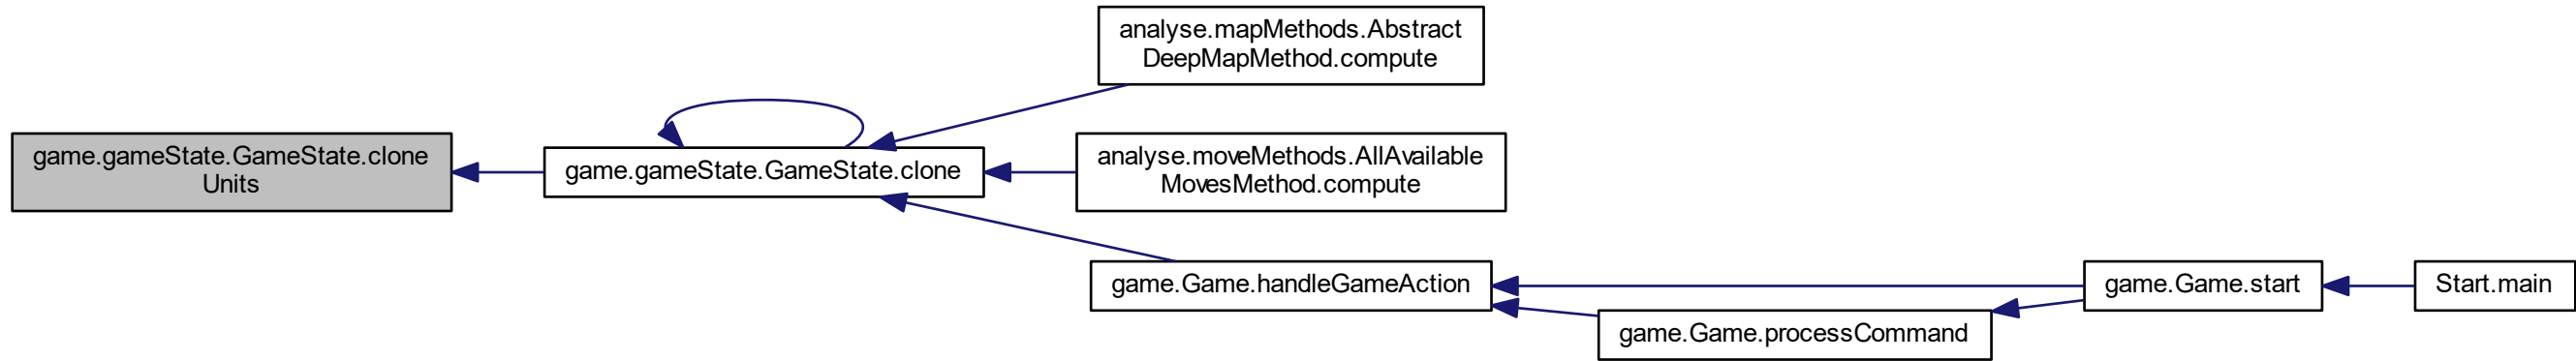 analyse.mapMethods.Abstract
DeepMapMethod.compute
game.gameState.GameState.clone
Units
game.gameState.GameState.clone
analyse.moveMethods.AllAvailable
MovesMethod.compute
game.Game.handleGameAction
game.Game.start
Start.main
game.Game.processCommand